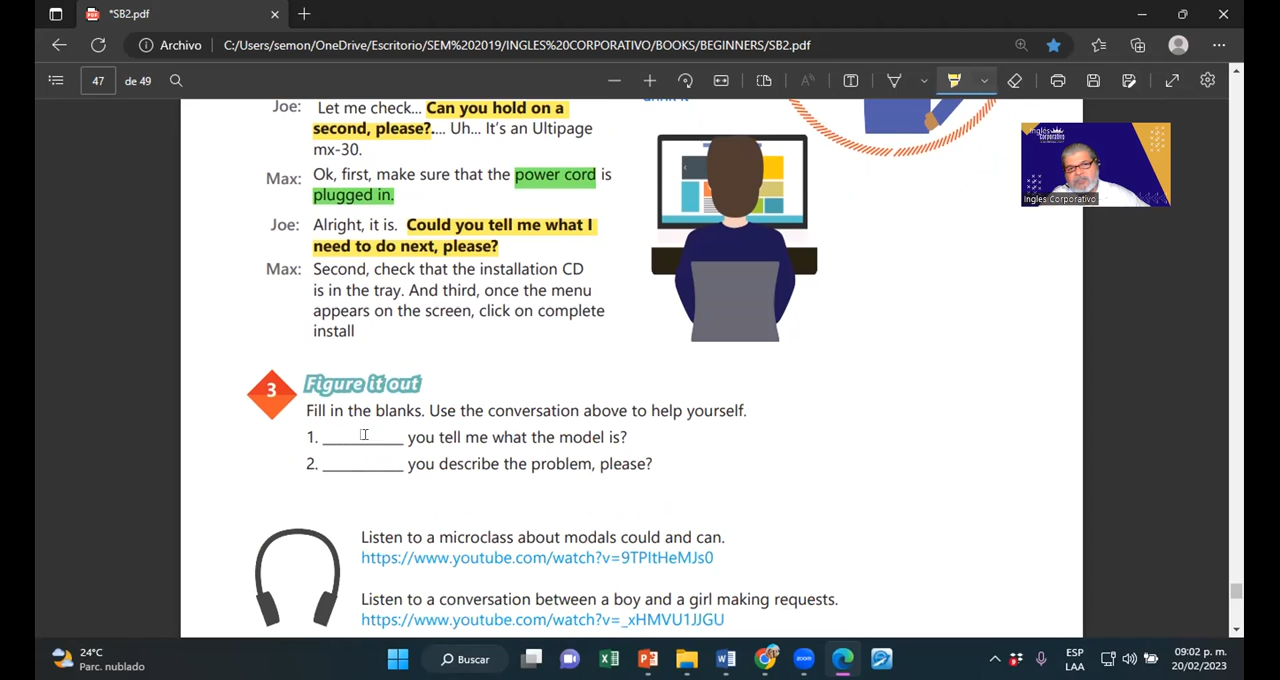 *SB2.pdf
Archivo
C:/Users/semon/OneDrive/Escritorio/SEM%202019/INGLES%20CORPORATIVO/BOOKS/BEGINNERS/SB2.pdf
47 de 49
Joe: Let me check... Can you hold on a
second, please?.... Uh... It's an Ultipage
mx-30.
Max: Ok, first, make sure that the power cord is
plugged in.
Joe: Alright, it is. Could you tell me what I
need to do next, please?
Max: Second, check that the installation CD
is in the tray. And third, once the menu
appears on the screen, click on complete
install
Inglés
Corporativo
Ingles Corporativo
3 Figure it out
Fill in the blanks. Use the conversation above to help yourself.
1. __________ you tell me what the model is?
2. __________ you describe the problem, please?
Listen to a microclass about modals could and can.
https://www.youtube.com/watch?v=9TPItHeMJs0
Listen to a conversation between a boy and a girl making requests.
https://www.youtube.com/watch?v=_xHMVU1JJGU
24°C
Parc. nublado
Buscar
zoom
ESP
LAA
09:02 p. m.
20/02/2023